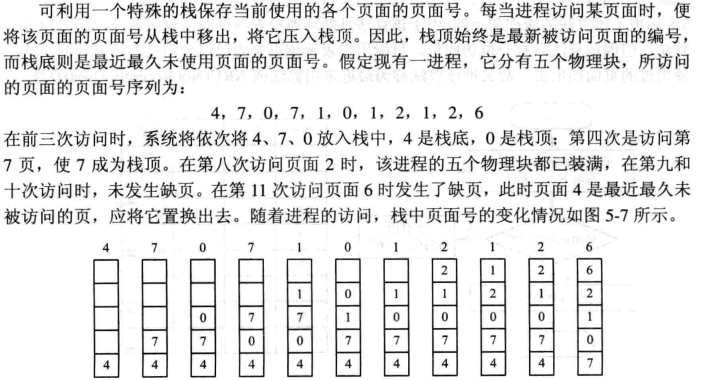 可利用一个特殊的栈保存当前使用的各个页面的页面号。每当进程访问某页面时，便
将该页面的页面号从栈中移出，将它压入栈顶。因此，栈顶始终是最新被访问页面的编号，
而栈底则是最近最久未使用页面的页面号。假定现有一进程，它分有五个物理块，所访问
的页面的页面号序列为：
4，7，0，7，1，0，1，2，1，2，6
在前三次访问时，系统将依次将 4、7、0 放入栈中，4 是栈底，0 是栈顶；第四次是访问第
7 页，使 7 成为栈顶。在第八次访问页面 2 时，该进程的五个物理块都已装满，在第九和
十次访问时，未发生缺页。在第 11 次访问页面 6 时发生了缺页，此时页面 4 是最近最久未
被访问的页，应将它置换出去。随着进程的访问，栈中页面号的变化情况如图 5-7 所示。
4 7 0 7 1 0 1 2 1 2 6
2 1 2 6
1 0 1 1 2 1 2
0 7 7 1 0 0 0 0 1
7 7 0 0 7 7 7 7 7 0
4 4 4 4 4 4 4 4 4 4 7